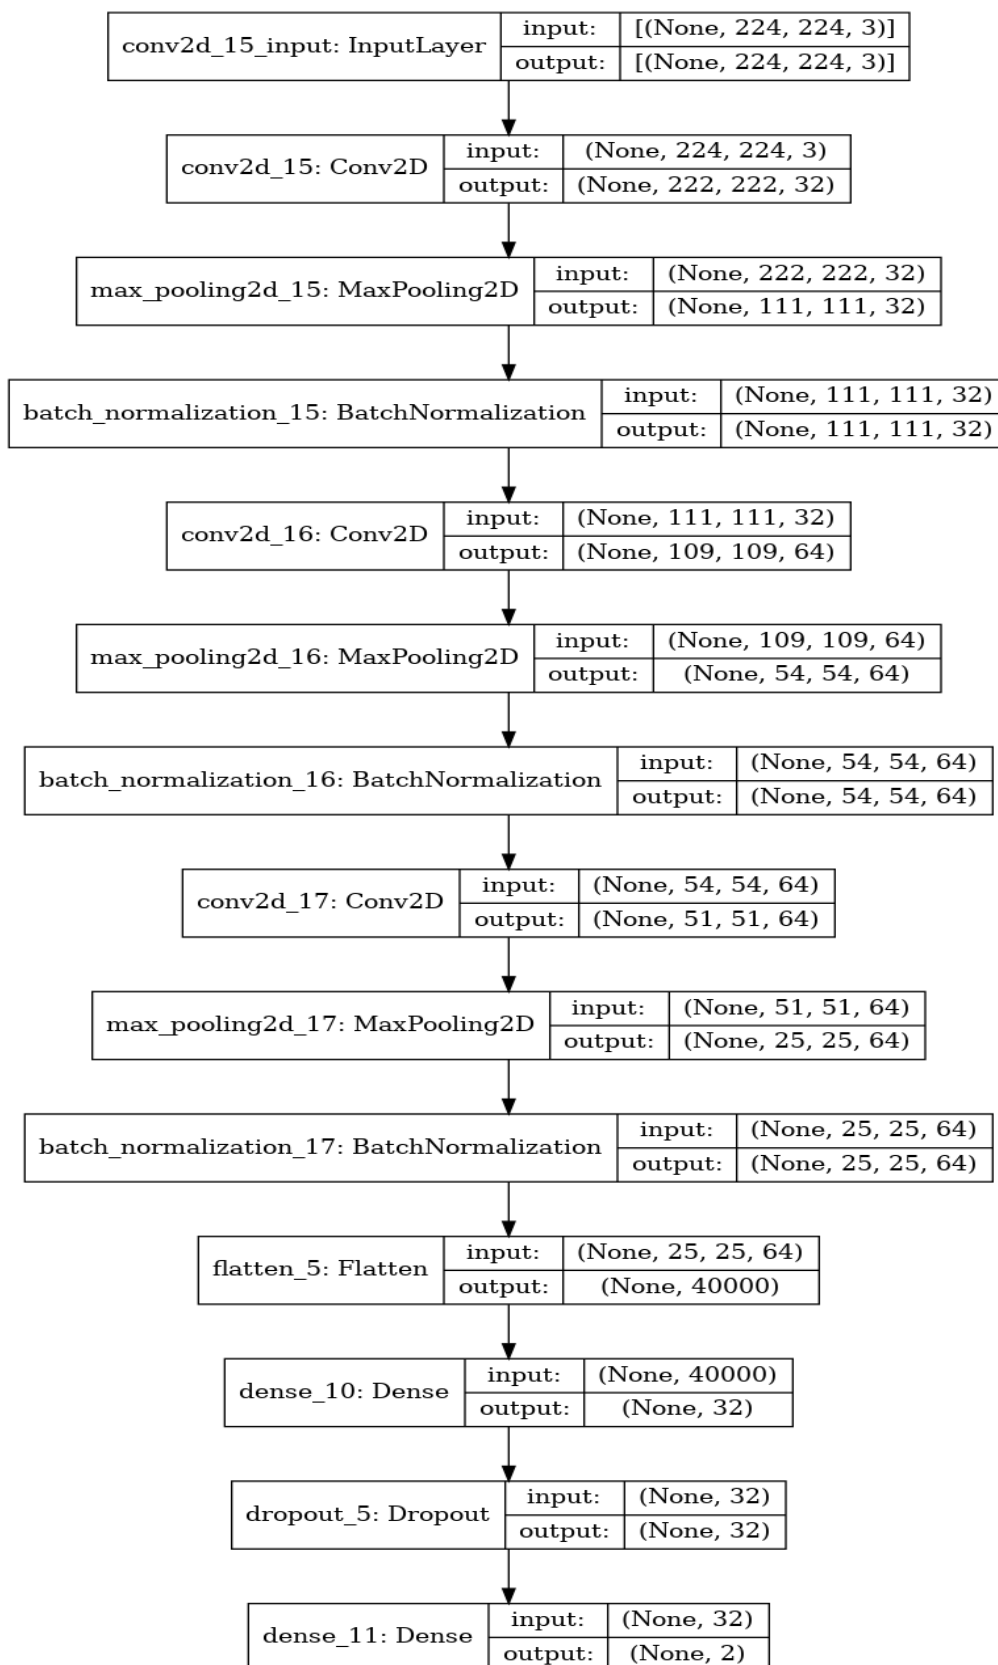 conv2d_15_input: InputLayer
input: [(None, 224, 224, 3)]
output: [(None, 224, 224, 3)]
conv2d_15: Conv2D
input: (None, 224, 224, 3)
output: (None, 222, 222, 32)
max_pooling2d_15: MaxPooling2D
input: (None, 222, 222, 32)
output: (None, 111, 111, 32)
batch_normalization_15: BatchNormalization
input: (None, 111, 111, 32)
output: (None, 111, 111, 32)
conv2d_16: Conv2D
input: (None, 111, 111, 32)
output: (None, 109, 109, 64)
max_pooling2d_16: MaxPooling2D
input: (None, 109, 109, 64)
output: (None, 54, 54, 64)
batch_normalization_16: BatchNormalization
input: (None, 54, 54, 64)
output: (None, 54, 54, 64)
conv2d_17: Conv2D
input: (None, 54, 54, 64)
output: (None, 51, 51, 64)
max_pooling2d_17: MaxPooling2D
input: (None, 51, 51, 64)
output: (None, 25, 25, 64)
batch_normalization_17: BatchNormalization
input: (None, 25, 25, 64)
output: (None, 25, 25, 64)
flatten_5: Flatten
input: (None, 25, 25, 64)
output: (None, 40000)
dense_10: Dense
input: (None, 40000)
output: (None, 32)
dropout_5: Dropout
input: (None, 32)
output: (None, 32)
dense_11: Dense
input: (None, 32)
output: (None, 2)